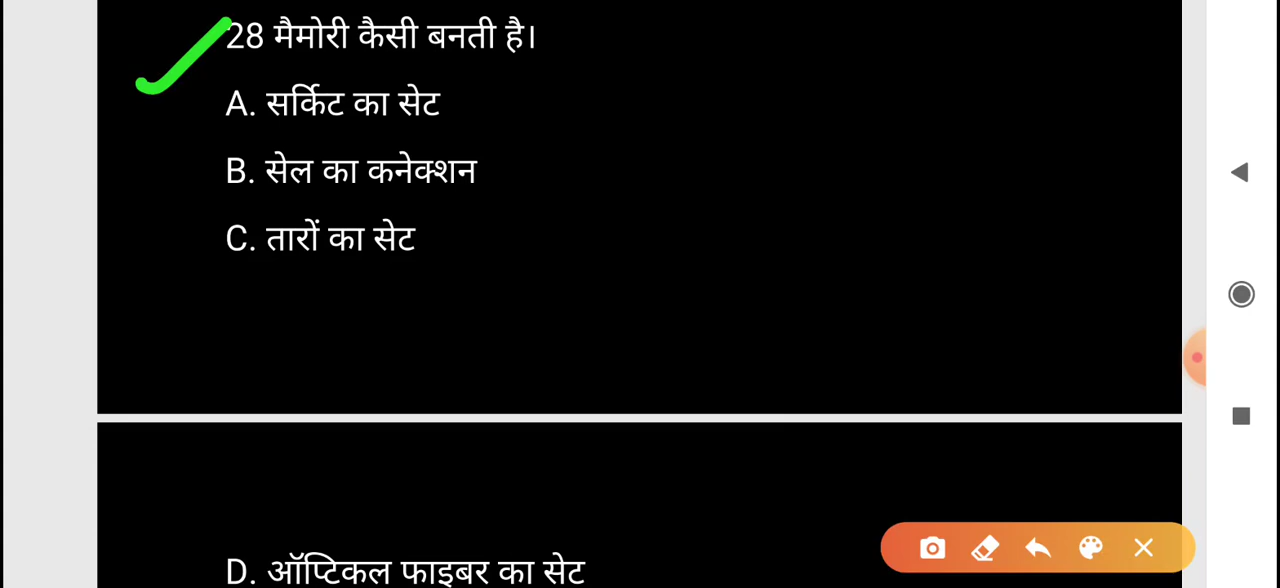 28 मैमोरी कैसी बनती है।
A. सर्किट का सेट
B. सेल का कनेक्शन
C. तारों का सेट
D. ऑप्टिकल फाइबर का सेट